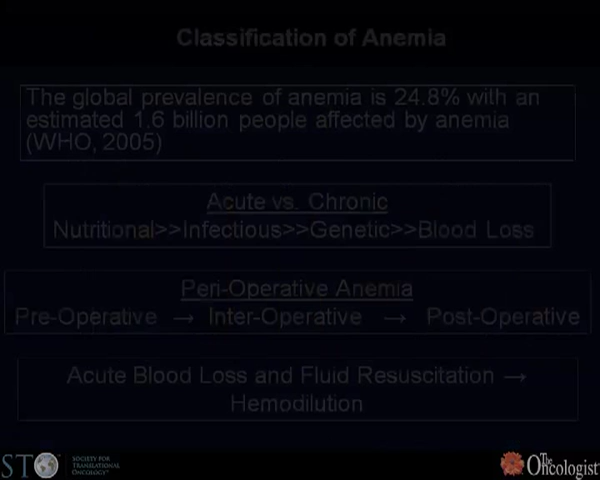 Classification of Anemia
The global prevalence of anemia is 24.8% with an
estimated 1.6 billion people affected by anemia
(WHO, 2005)
Acute vs. Chronic
Nutritional>>Infectious>>Genetic>>Blood Loss
Peri-Operative Anemia
Pre-Operative → Inter-Operative → Post-Operative
Acute Blood Loss and Fluid Resuscitation →
Hemodilution
STO
SOCIETY FOR
TRANSLATIONAL
ONCOLOGY
The
Oncologist